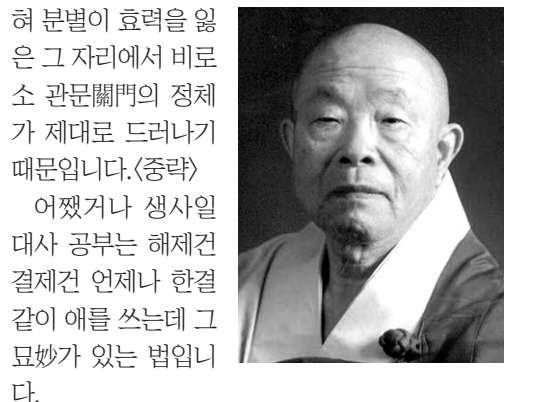 혀 분별이 효력을 잃
은 그 자리에서 비로
소 관문關門의 정체
가 제대로 드러나기
때문입니다.〈중략〉
어쨌거나 생사일
대사 공부는 해제건
결제건 언제나 한결
같이 애를 쓰는데 그
묘妙가 있는 법입니
다.